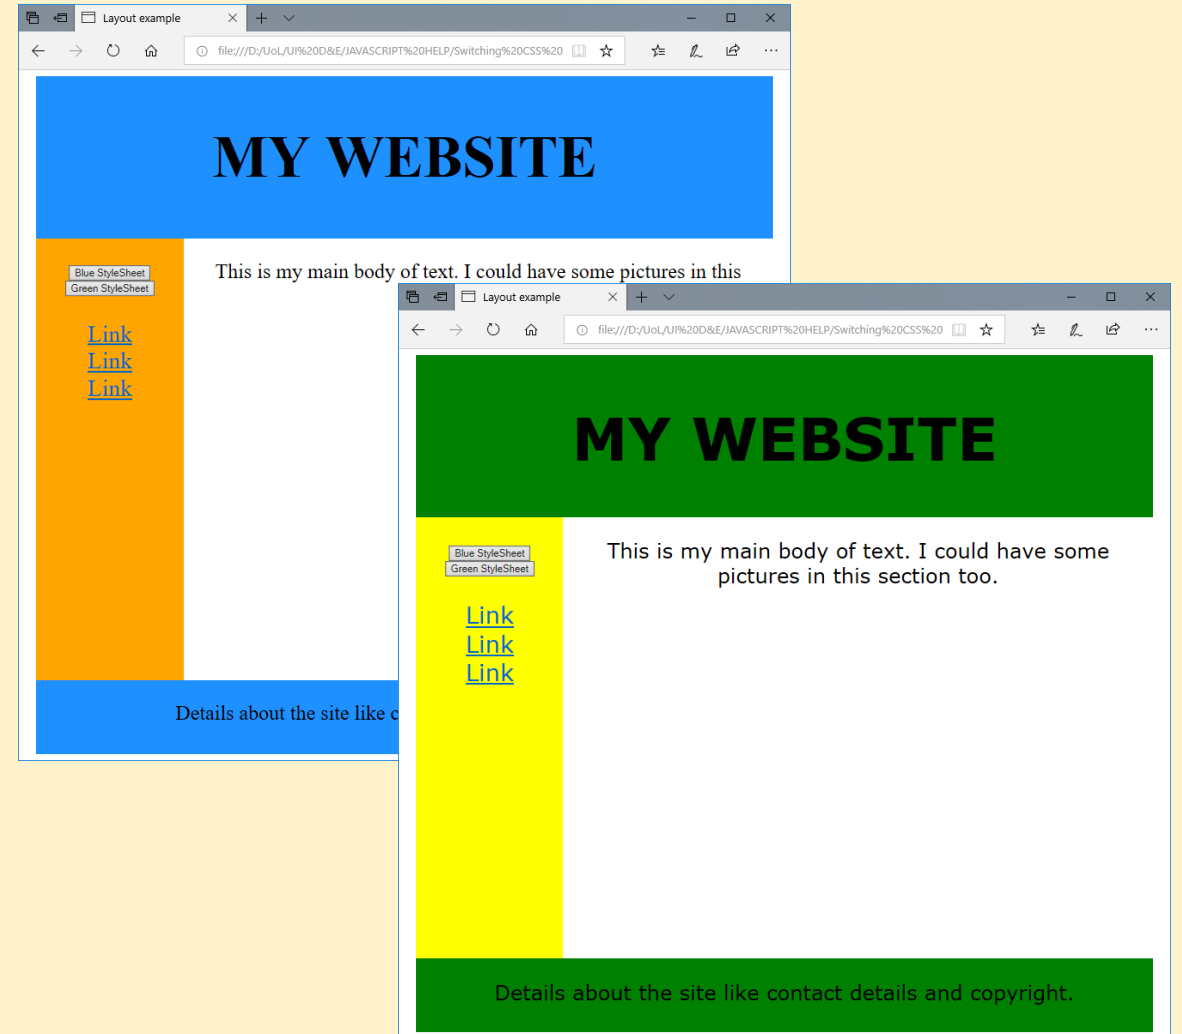 Layout example
file:///D:/UoL/UI%20D&E/JAVASCRIPT%20HELP/Switching%20CSS%20
MY WEBSITE
Blue StyleSheet
Green StyleSheet
This is my main body of text. I could have some pictures in this
Link
Link
Link
Details about the site like c
Layout example
file:///D:/UoL/UI%20D&E/JAVASCRIPT%20HELP/Switching%20CSS%20
MY WEBSITE
Blue StyleSheet
Green StyleSheet
This is my main body of text. I could have some
pictures in this section too.
Link
Link
Link
Details about the site like contact details and copyright.